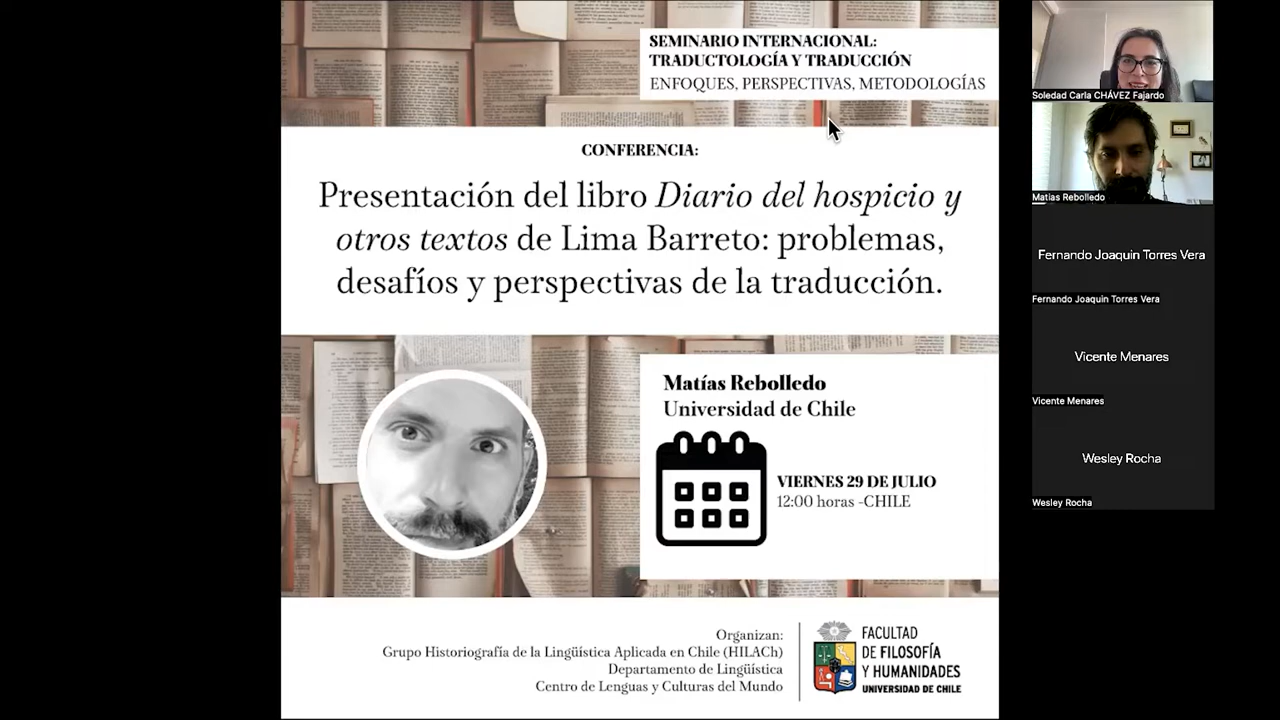 SEMINARIO INTERNACIONAL:
TRADUCTOLOGÍA Y TRADUCCIÓN
ENFOQUES, PERSPECTIVAS, METODOLOGÍAS
CONFERENCIA:
Presentación del libro Diario del hospicio y
otros textos de Lima Barreto: problemas,
desafíos y perspectivas de la traducción.
Matías Rebolledo
Universidad de Chile
VIERNES 29 DE JULIO
12:00 horas -CHILE
Organizan:
Grupo Historiografía de la Lingüística Aplicada en Chile (HILACh)
Departamento de Lingüística
Centro de Lenguas y Culturas del Mundo
FACULTAD
DE FILOSOFÍA
Y HUMANIDADES
UNIVERSIDAD DE CHILE
Soledad Carla CHÁVEZ Fajardo
Matías Rebolledo
Fernando Joaquin Torres Vera
Fernando Joaquin Torres Vera
Vicente Menares
Vicente Menares
Wesley Rocha
Wesley Rocha